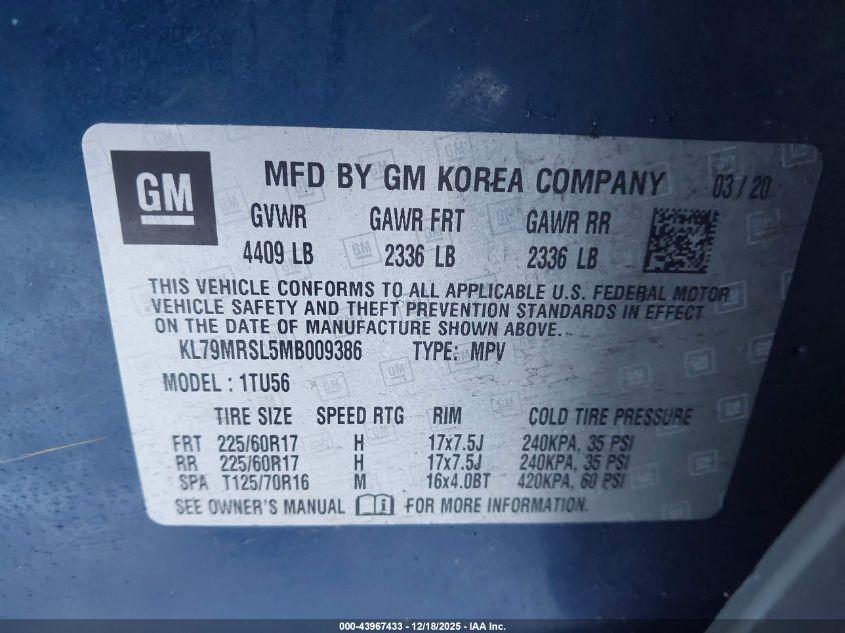 GM
MFD BY GM KOREA COMPANY 03/20
GVWR GAWR FRT GAWR RR
4409 LB 2336 LB 2336 LB
THIS VEHICLE CONFORMS TO ALL APPLICABLE U.S. FEDERAL MOTOR
VEHICLE SAFETY AND THEFT PREVENTION STANDARDS IN EFFECT
ON THE DATE OF MANUFACTURE SHOWN ABOVE.
KL79MRSL5MB009386 TYPE: MPV
MODEL : 1TU56
TIRE SIZE SPEED RTG RIM COLD TIRE PRESSURE
FRT 225/60R17 H 17x7.5J 240KPA, 35 PSI
RR 225/60R17 H 17x7.5J 240KPA, 35 PSI
SPA T125/70R16 M 16x4.0BT 420KPA, 60 PSI
SEE OWNER'S MANUAL i FOR MORE INFORMATION.
000-43967433 – 12/18/2025 - IAA Inc.